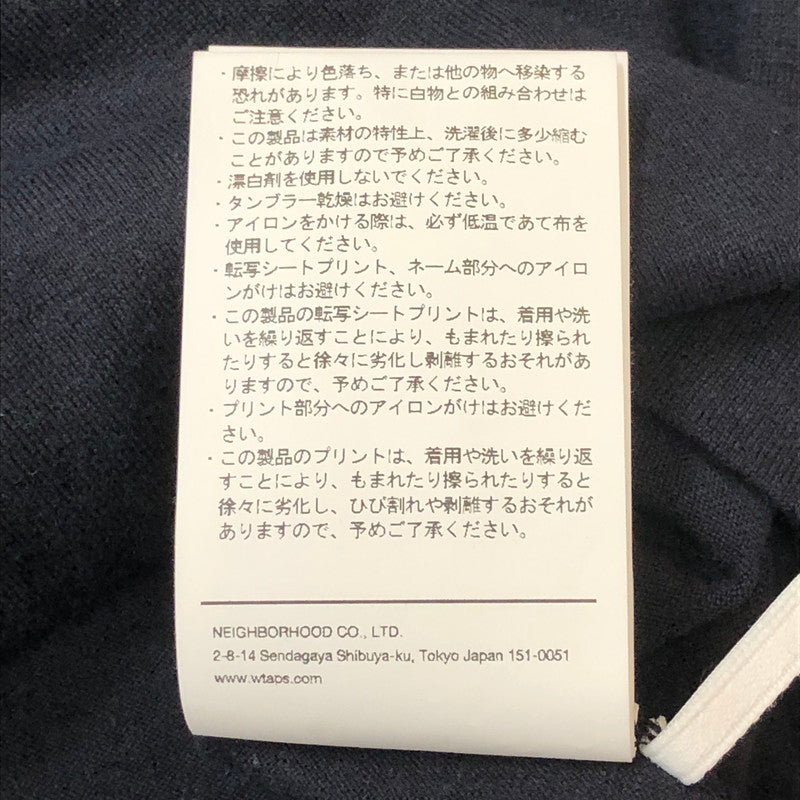 ・摩擦により色落ち、または他の物へ移染する
恐れがあります。特に白物との組み合わせは
ご注意ください。
・この製品は素材の特性上、洗濯後に多少縮む
ことがありますので予めご了承ください。
・漂白剤を使用しないでください。
・タンブラー乾燥はお避けください。
・アイロンをかける際は、必ず低温であて布を
使用してください。
・転写シートプリント、ネーム部分へのアイロ
ンがけはお避けください。
・この製品の転写シートプリントは、着用や洗
いを繰り返すことにより、もまれたり擦られ
たりすると徐々に劣化し剥離するおそれがあ
りますので、予めご了承ください。
・プリント部分へのアイロンがけはお避けくだ
さい。
・この製品のプリントは、着用や洗いを繰り返
すことにより、もまれたり擦られたりすると
徐々に劣化し、ひび割れや剥離するおそれが
ありますので、予めご了承ください。
NEIGHBORHOOD CO., LTD.
2-8-14 Sendagaya Shibuya-ku, Tokyo Japan 151-0051
www.wtaps.com